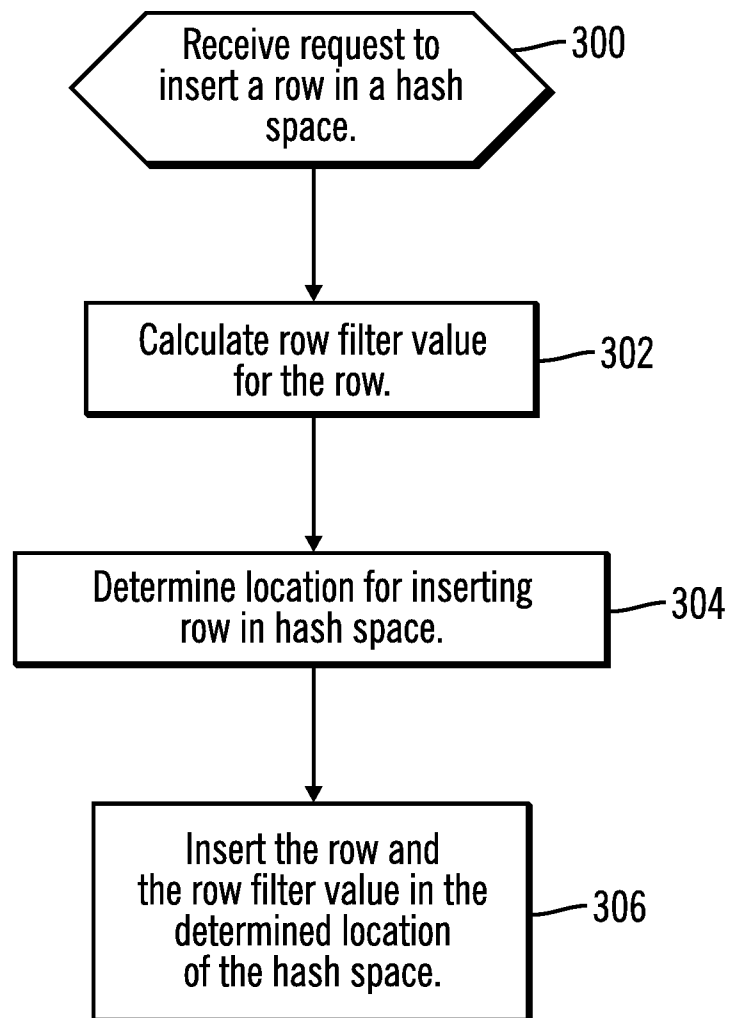 Receive request to
insert a row in a hash
space.
300
Calculate row filter value
for the row.
302
Determine location for inserting
row in hash space.
304
Insert the row and
the row filter value in the
determined location
of the hash space.
306